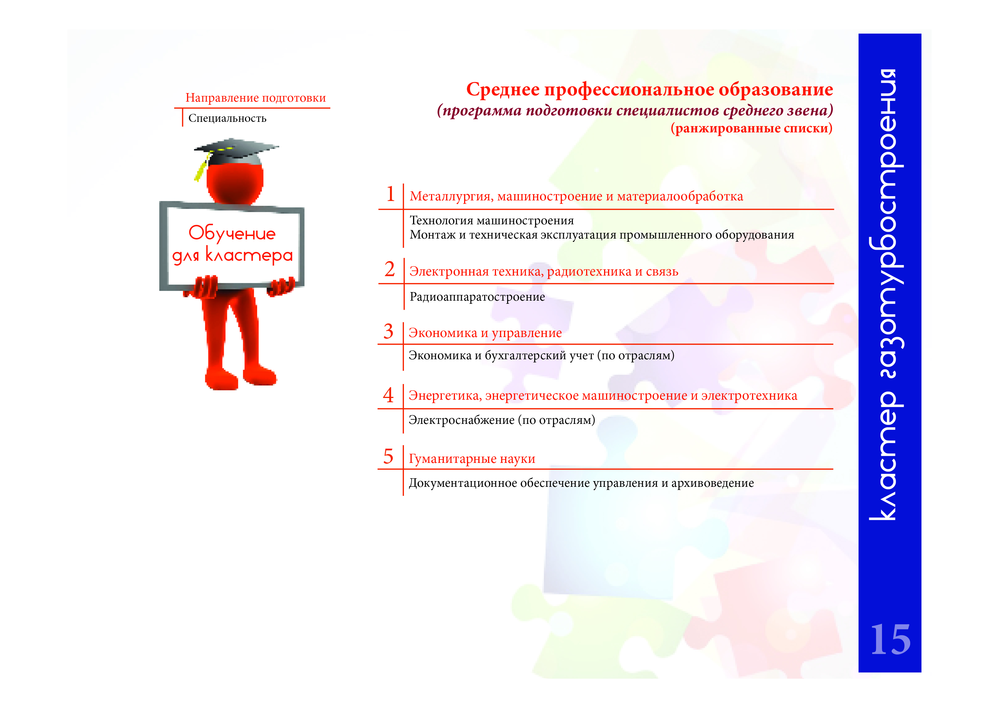 Направление подготовки
Специальность
Обучение
для кластера
Среднее профессиональное образование
(программа подготовки специалистов среднего звена)
(ранжированные списки)
1 Металлургия, машиностроение и материалообработка
Технология машиностроения
Монтаж и техническая эксплуатация промышленного оборудования
2 Электронная техника, радиотехника и связь
Радиоаппаратостроение
3 Экономика и управление
Экономика и бухгалтерский учет (по отраслям)
4 Энергетика, энергетическое машиностроение и электротехника
Электроснабжение (по отраслям)
5 Гуманитарные науки
Документационное обеспечение управления и архивоведение
кластер газотурбостроения
15